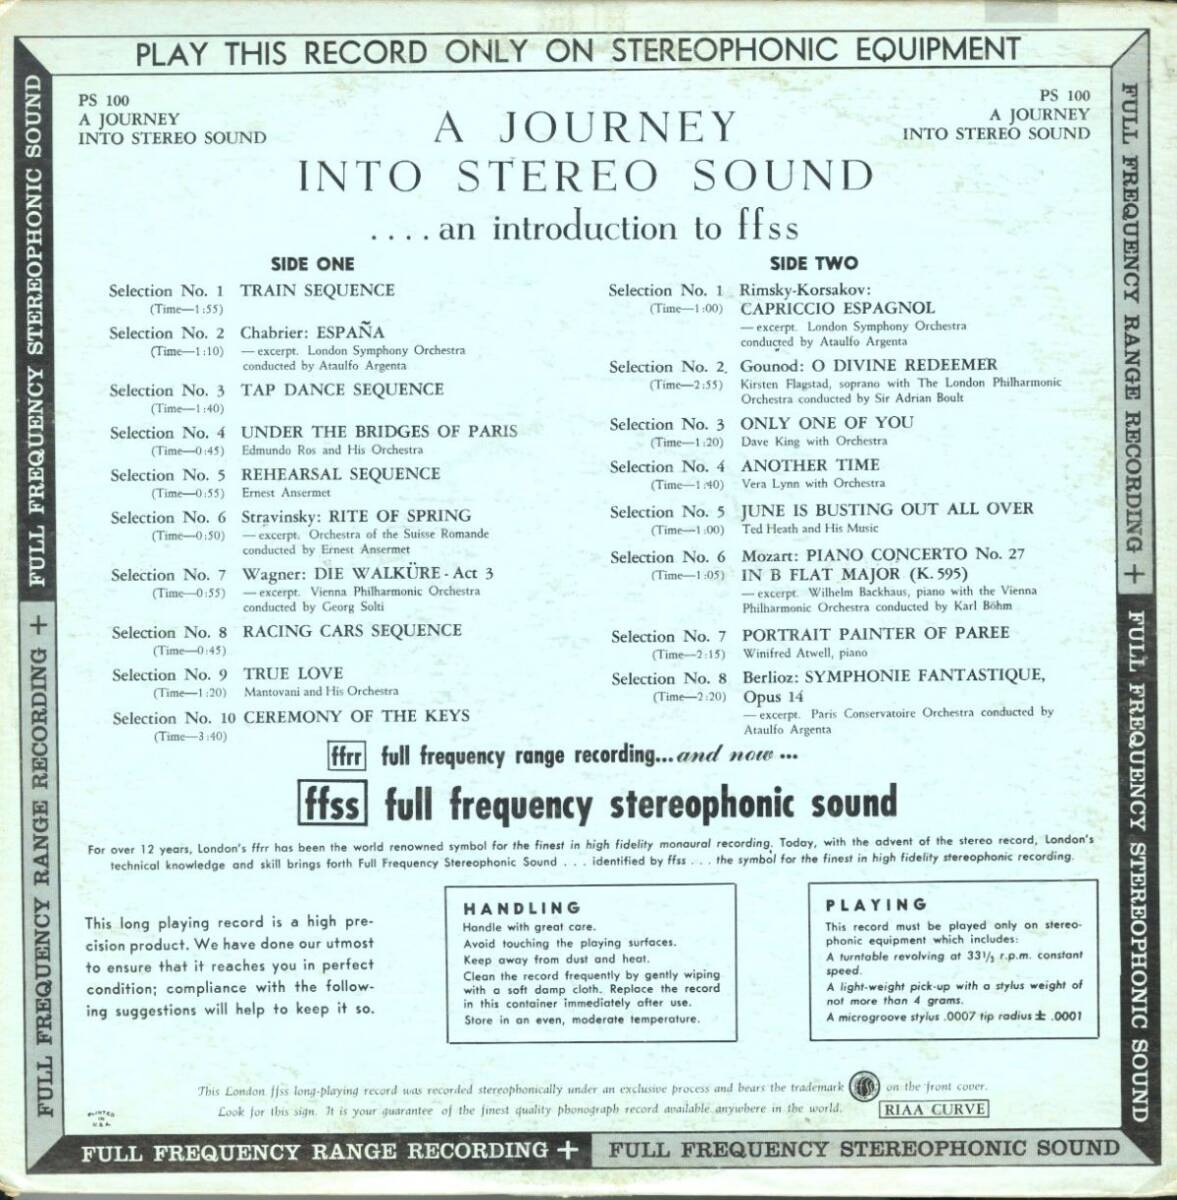 PLAY THIS RECORD ONLY ON STEREOPHONIC EQUIPMENT
FULL FREQUENCY RANGE RECORDING + FULL FREQUENCY STEREOPHONIC SOUND
PS 100
A JOURNEY
INTO STEREO SOUND
PS 100
A JOURNEY
INTO STEREO SOUND
A JOURNEY
INTO STEREO SOUND
....an introduction to ffss
SIDE ONE
Selection No. 1 TRAIN SEQUENCE
(Time—1:55)
Selection No. 2 Chabrier: ESPAÑA
(Time—1:10) — excerpt. London Symphony Orchestra
conducted by Ataulfo Argenta
Selection No. 3 TAP DANCE SEQUENCE
(Time—1:40)
Selection No. 4 UNDER THE BRIDGES OF PARIS
(Time—0:45) Edmundo Ros and His Orchestra
Selection No. 5 REHEARSAL SEQUENCE
(Time—0:55) Ernest Ansermet
Selection No. 6 Stravinsky: RITE OF SPRING
(Time—0:50) — excerpt. Orchestra of the Suisse Romande
conducted by Ernest Ansermet
Selection No. 7 Wagner: DIE WALKÜRE - Act 3
(Time—0:55) — excerpt. Vienna Philharmonic Orchestra
conducted by Georg Solti
Selection No. 8 RACING CARS SEQUENCE
(Time—0:45)
Selection No. 9 TRUE LOVE
(Time—1:20) Mantovani and His Orchestra
Selection No. 10 CEREMONY OF THE KEYS
(Time—3:40)
SIDE TWO
Selection No. 1 Rimsky-Korsakov:
(Time—1:00) CAPRICCIO ESPAGNOL
— excerpt. London Symphony Orchestra
conducted by Ataulfo Argenta
Selection No. 2 Gounod: O DIVINE REDEEMER
(Time—2:55) Kirsten Flagstad, soprano with The London Philharmonic
Orchestra conducted by Sir Adrian Boult
Selection No. 3 ONLY ONE OF YOU
(Time—1:20) Dave King with Orchestra
Selection No. 4 ANOTHER TIME
(Time—1:40) Vera Lynn with Orchestra
Selection No. 5 JUNE IS BUSTING OUT ALL OVER
(Time—1:00) Ted Heath and His Music
Selection No. 6 Mozart: PIANO CONCERTO No. 27
(Time—1:05) IN B FLAT MAJOR (K. 595)
— excerpt. Wilhelm Backhaus, piano with the Vienna
Philharmonic Orchestra conducted by Karl Böhm
Selection No. 7 PORTRAIT PAINTER OF PAREE
(Time—2:15) Winifred Atwell, piano
Selection No. 8 Berlioz: SYMPHONIE FANTASTIQUE,
(Time—2:20) Opus 14
— excerpt. Paris Conservatoire Orchestra conducted by
Ataulfo Argenta
ffrr full frequency range recording...and now ...
ffss full frequency stereophonic sound
For over 12 years, London's ffrr has been the world renowned symbol for the finest in high fidelity monaural recording. Today, with the advent of the stereo record, London's
technical knowledge and skill brings forth Full Frequency Stereophonic Sound . . . identified by ffss . . . the symbol for the finest in high fidelity stereophonic recording.
This long playing record is a high pre-
cision product. We have done our utmost
to ensure that it reaches you in perfect
condition; compliance with the follow-
ing suggestions will help to keep it so.
HANDLING
Handle with great care.
Avoid touching the playing surfaces.
Keep away from dust and heat.
Clean the record frequently by gently wiping
with a soft damp cloth. Replace the record
in this container immediately after use.
Store in an even, moderate temperature.
PLAYING
This record must be played only on stereo-
phonic equipment which includes:
A turntable revolving at 33⅓ r.p.m. constant
speed.
A light-weight pick-up with a stylus weight of
not more than 4 grams.
A microgroove stylus .0007 tip radius ± .0001
This London ffss long-playing record was recorded stereophonically under an exclusive process and bears the trademark on the front cover.
Look for this sign. It is your guarantee of the finest quality phonograph record available anywhere in the world. RIAA CURVE
PRINTED
IN
U.S.A.
FULL FREQUENCY RANGE RECORDING + FULL FREQUENCY STEREOPHONIC SOUND
FULL FREQUENCY RANGE RECORDING + FULL FREQUENCY STEREOPHONIC SOUND